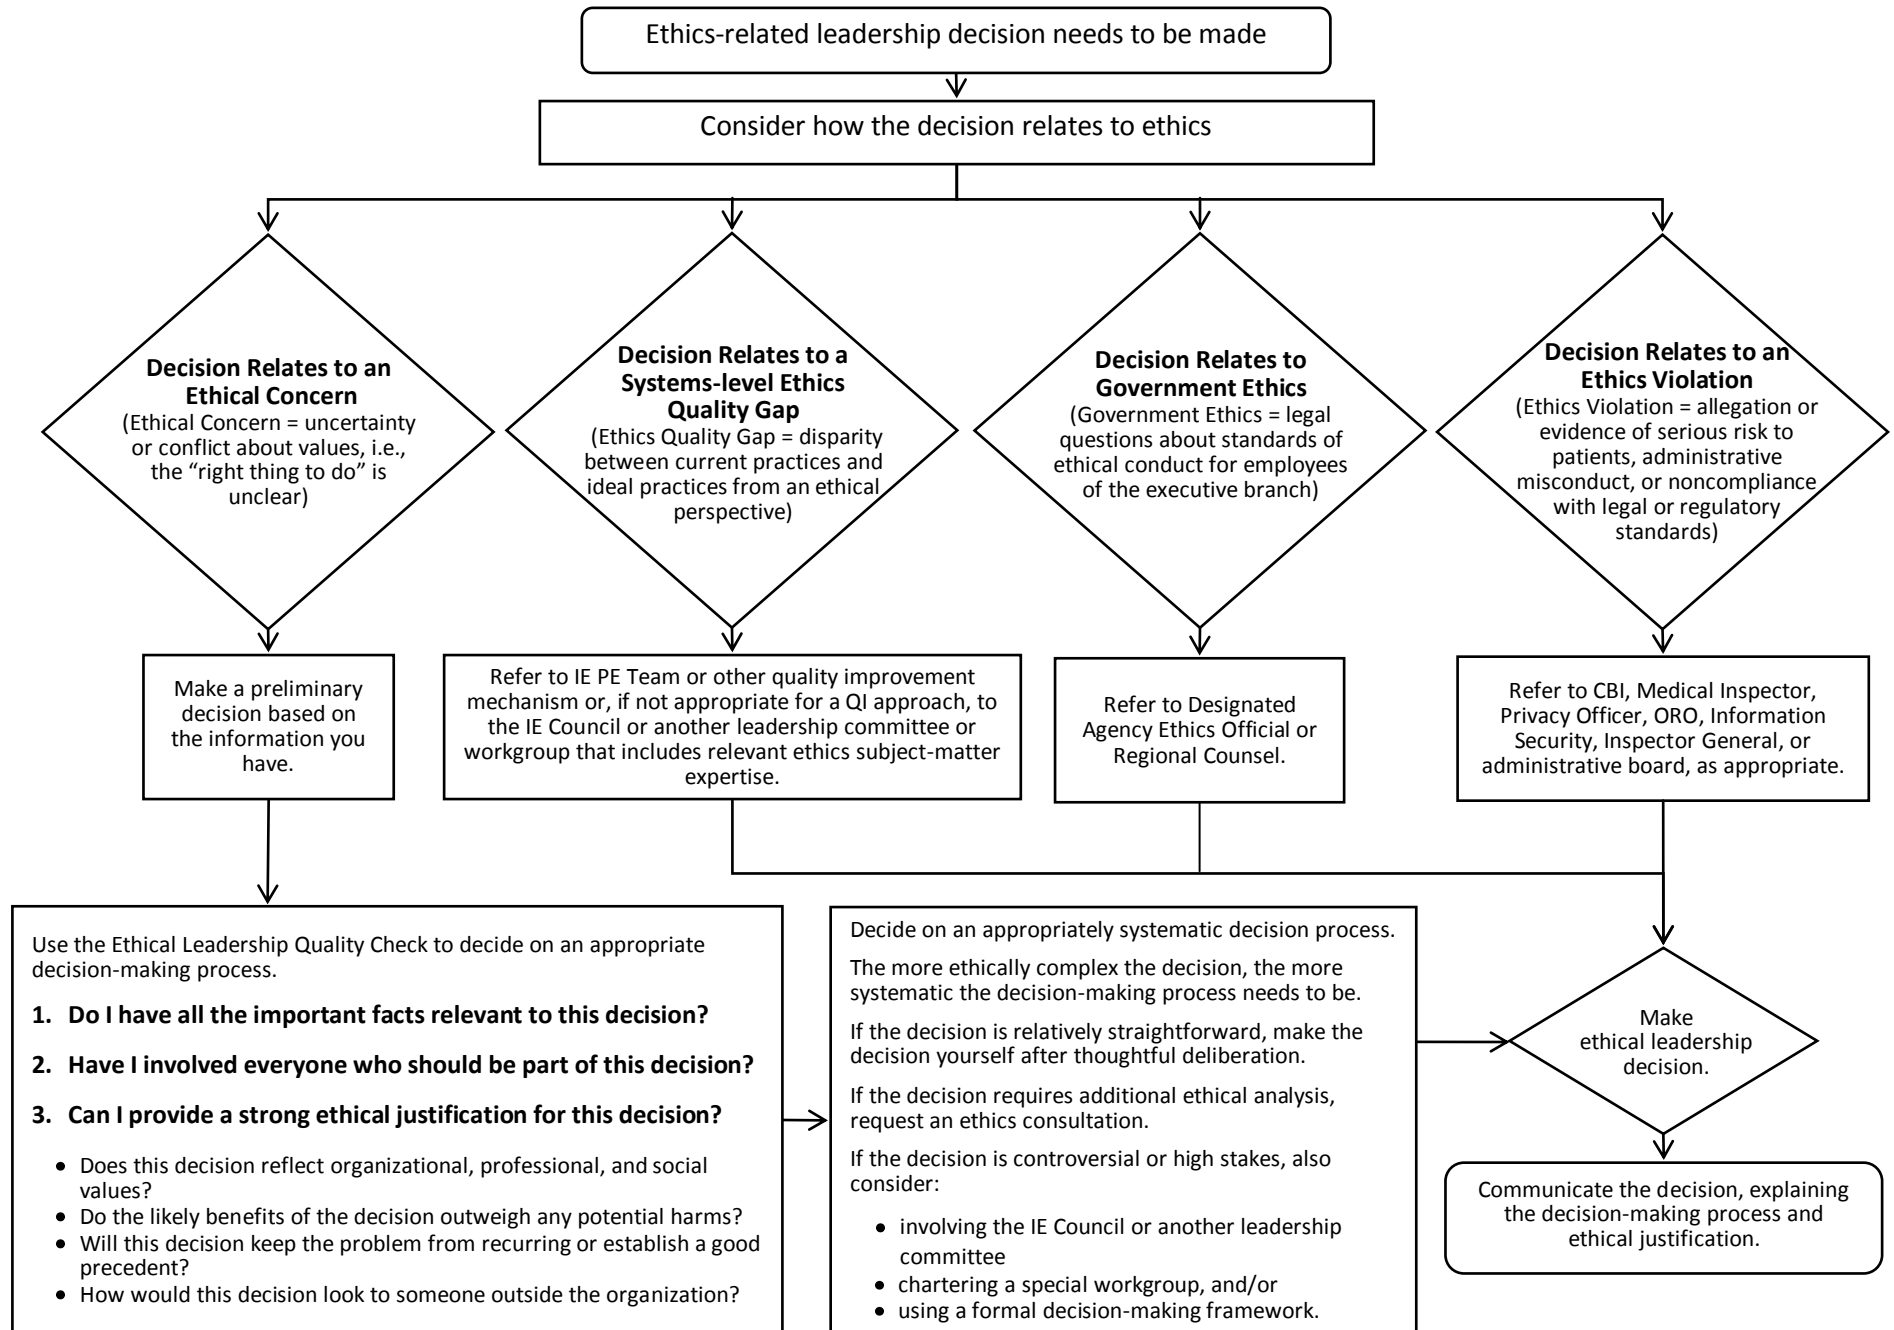 Ethics-related leadership decision needs to be made
Consider how the decision relates to ethics
Decision Relates to an
Ethical Concern
(Ethical Concern = uncertainty
or conflict about values, i.e.,
the “right thing to do” is
unclear)
Decision Relates to a
Systems-level Ethics
Quality Gap
(Ethics Quality Gap = disparity
between current practices and
ideal practices from an ethical
perspective)
Decision Relates to
Government Ethics
(Government Ethics = legal
questions about standards of
ethical conduct for employees
of the executive branch)
Decision Relates to an
Ethics Violation
(Ethics Violation = allegation or
evidence of serious risk to
patients, administrative
misconduct, or noncompliance
with legal or regulatory
standards)
Make a preliminary
decision based on
the information you
have.
Refer to IE PE Team or other quality improvement
mechanism or, if not appropriate for a QI approach, to
the IE Council or another leadership committee or
workgroup that includes relevant ethics subject-matter
expertise.
Refer to Designated
Agency Ethics Official or
Regional Counsel.
Refer to CBI, Medical Inspector,
Privacy Officer, ORO, Information
Security, Inspector General, or
administrative board, as appropriate.
Use the Ethical Leadership Quality Check to decide on an appropriate
decision-making process.
1. Do I have all the important facts relevant to this decision?
2. Have I involved everyone who should be part of this decision?
3. Can I provide a strong ethical justification for this decision?
• Does this decision reflect organizational, professional, and social
values?
• Do the likely benefits of the decision outweigh any potential harms?
• Will this decision keep the problem from recurring or establish a good
precedent?
• How would this decision look to someone outside the organization?
Decide on an appropriately systematic decision process.
The more ethically complex the decision, the more
systematic the decision-making process needs to be.
If the decision is relatively straightforward, make the
decision yourself after thoughtful deliberation.
If the decision requires additional ethical analysis,
request an ethics consultation.
If the decision is controversial or high stakes, also
consider:
• involving the IE Council or another leadership
committee
• chartering a special workgroup, and/or
• using a formal decision-making framework.
Make
ethical leadership
decision.
Communicate the decision, explaining
the decision-making process and
ethical justification.